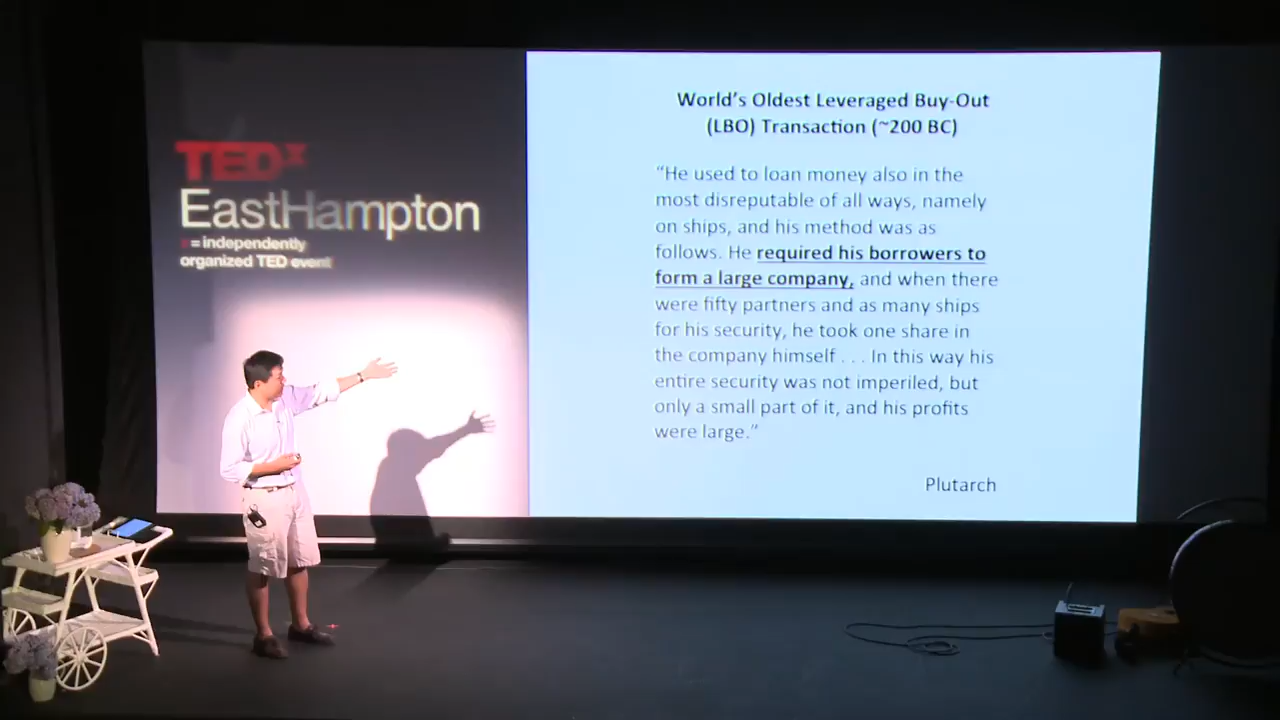 TEDx
EastHampton
x = independently
organized TED event
World's Oldest Leveraged Buy-Out
(LBO) Transaction (~200 BC)
“He used to loan money also in the
most disreputable of all ways, namely
on ships, and his method was as
follows. He required his borrowers to
form a large company, and when there
were fifty partners and as many ships
for his security, he took one share in
the company himself . . . In this way his
entire security was not imperiled, but
only a small part of it, and his profits
were large.”
Plutarch